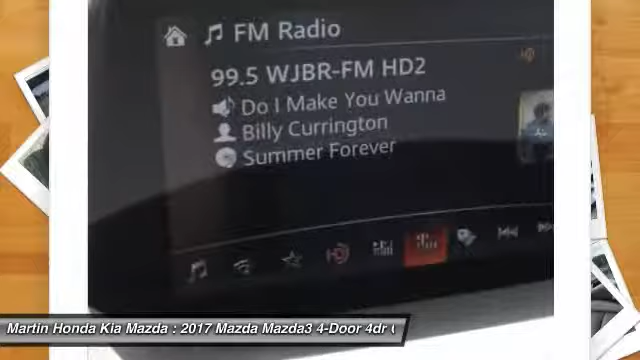 FM Radio
99.5 WJBR-FM HD2
Do I Make You Wanna
Billy Currington
Summer Forever
Martin Honda Kia Mazda : 2017 Mazda Mazda3 4-Door 4dr